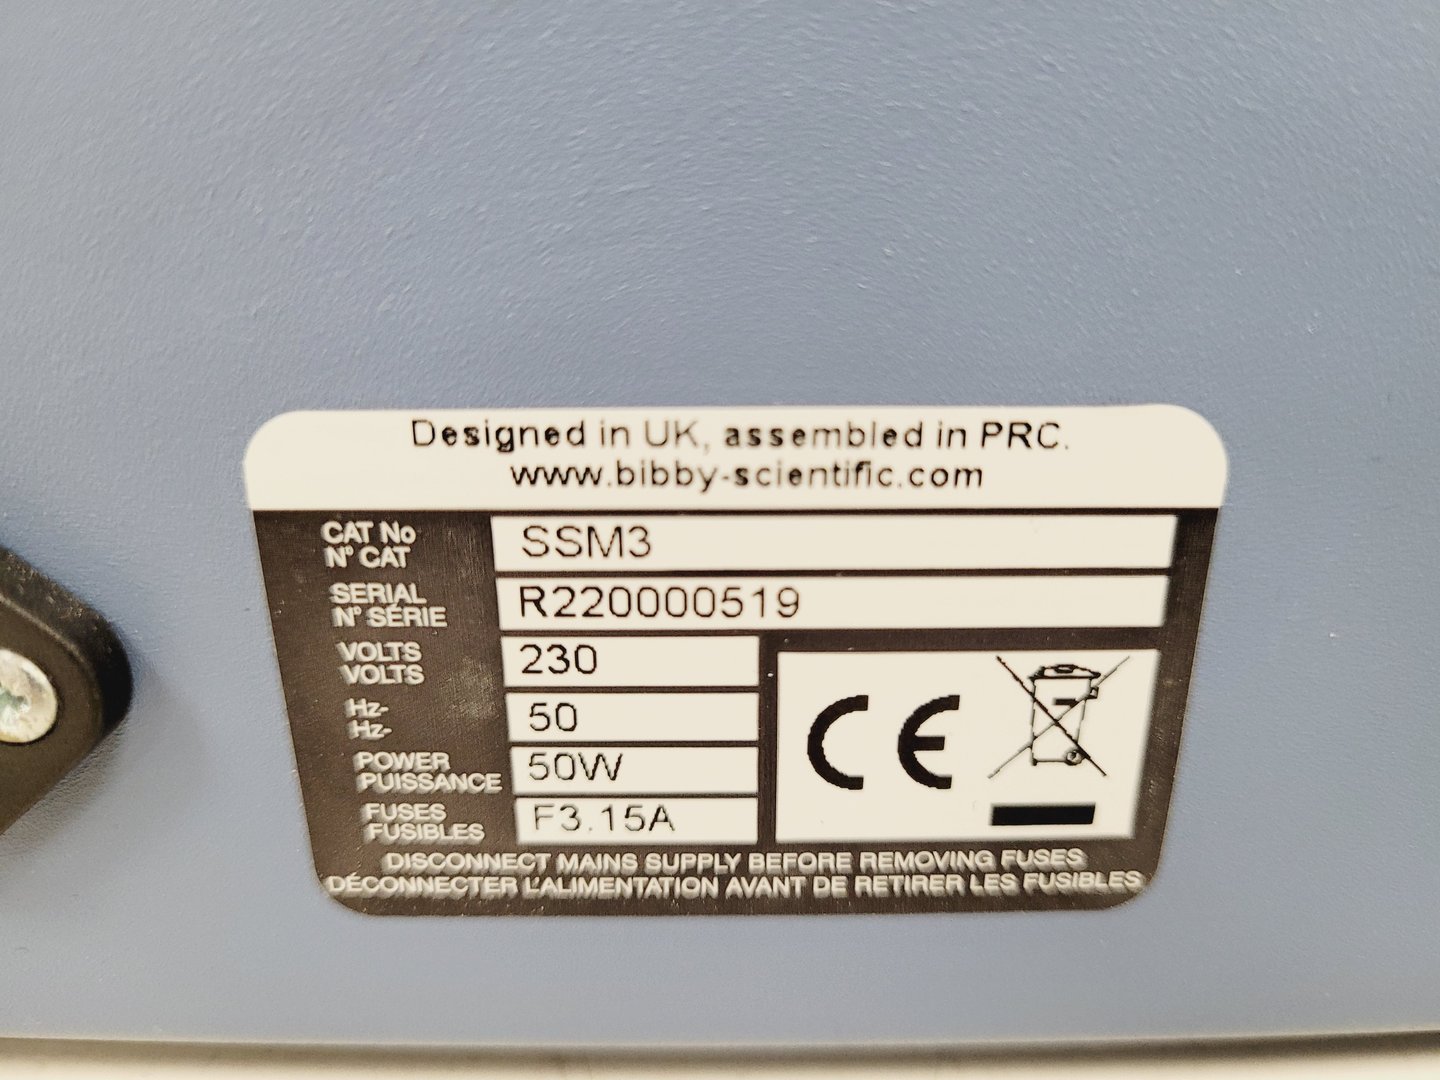 Designed in UK, assembled in PRC.
www.bibby-scientific.com
CAT No
N° CAT
SSM3
SERIAL
N° SÉRIE
R220000519
VOLTS
VOLTS
230
Hz~
Hz~
50
POWER
PUISSANCE
50W
FUSES
FUSIBLES
F3.15A
CE
DISCONNECT MAINS SUPPLY BEFORE REMOVING FUSES
DÉCONNECTER L'ALIMENTATION AVANT DE RETIRER LES FUSIBLES